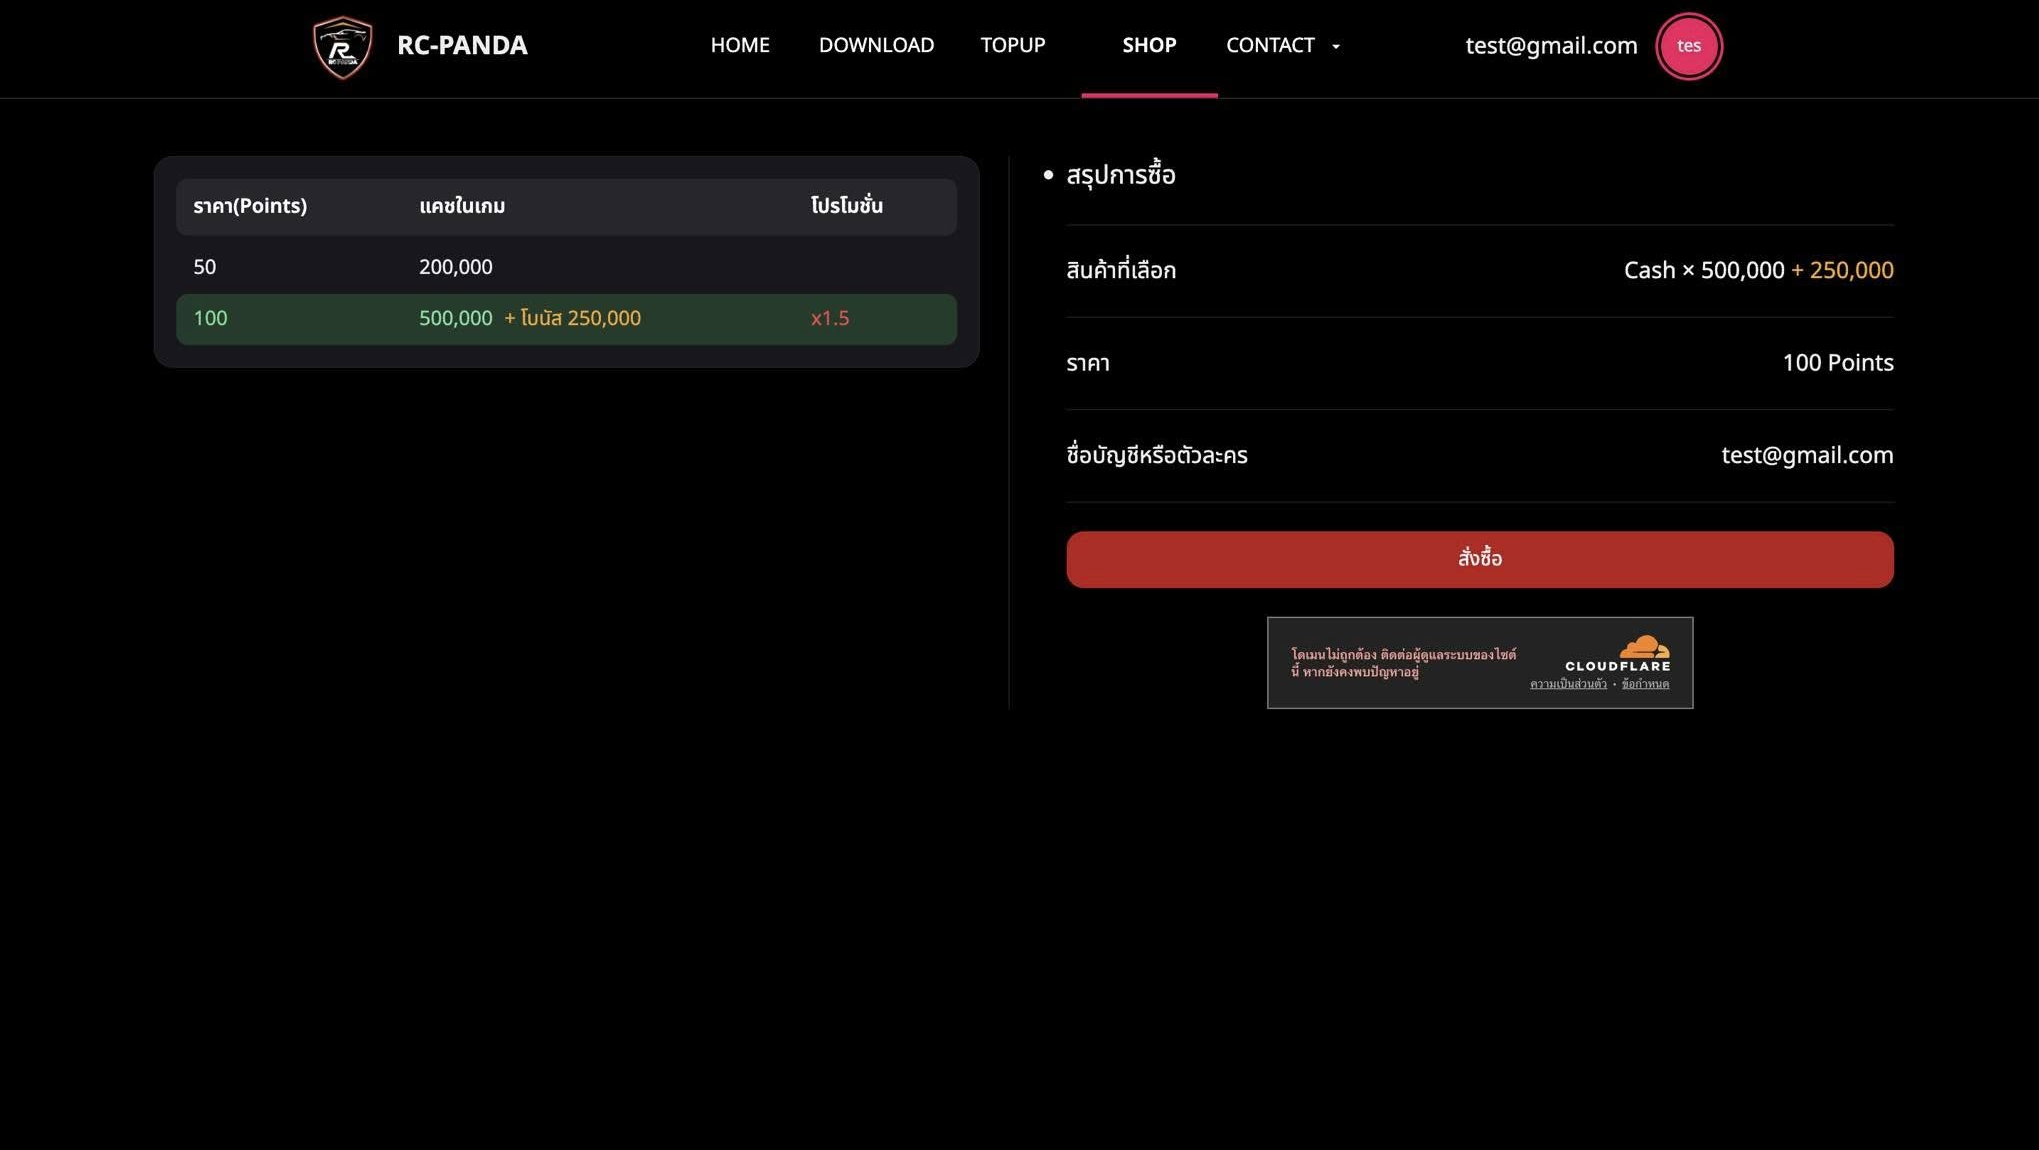 RC-PANDA
HOME DOWNLOAD TOPUP SHOP CONTACT
test@gmail.com
tes
ราคา(Points) แคชในเกม โปรโมชั่น
50 200,000
100 500,000 + โบนัส 250,000 x1.5
สรุปการซื้อ
สินค้าที่เลือก Cash × 500,000 + 250,000
ราคา 100 Points
ชื่อบัญชีหรือตัวละคร test@gmail.com
สั่งซื้อ
โดเมนไม่ถูกต้อง ติดต่อผู้ดูแลระบบของไซต์
นี้ หากยังคงพบปัญหาอยู่
CLOUDFLARE
ความเป็นส่วนตัว • ข้อกำหนด